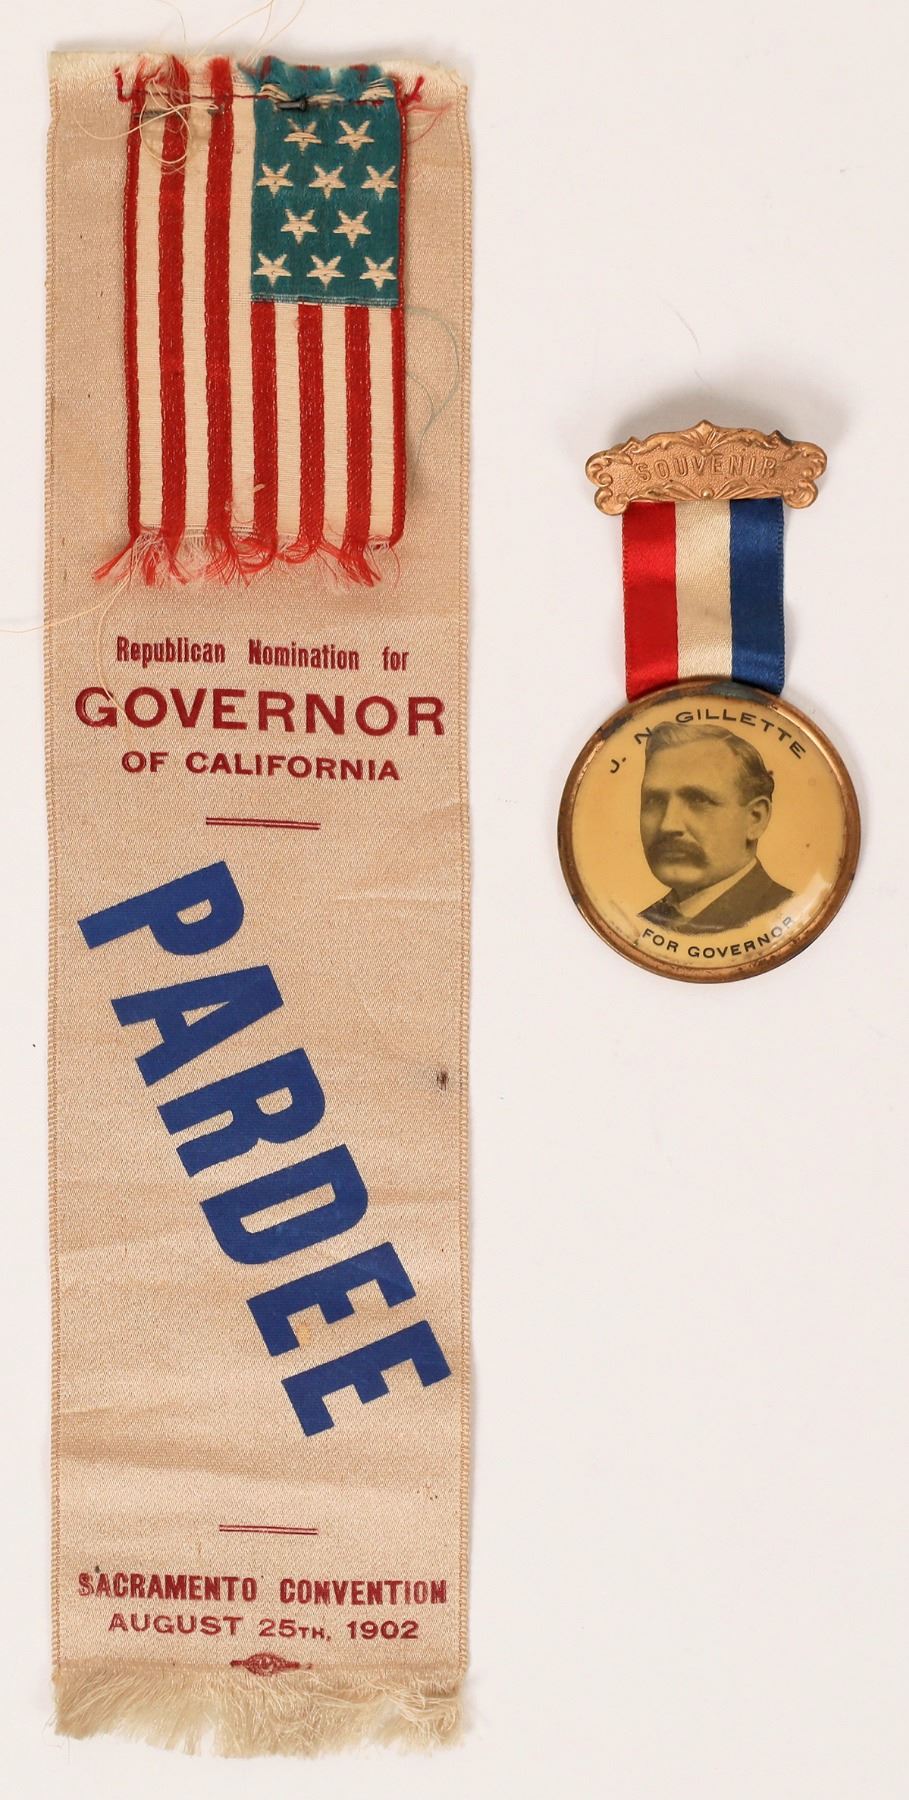 Republican Nomination for
GOVERNOR
OF CALIFORNIA
PARDEE
SACRAMENTO CONVENTION
AUGUST 25TH, 1902
SOUVENIR
J. N. GILLETTE
FOR GOVERNOR